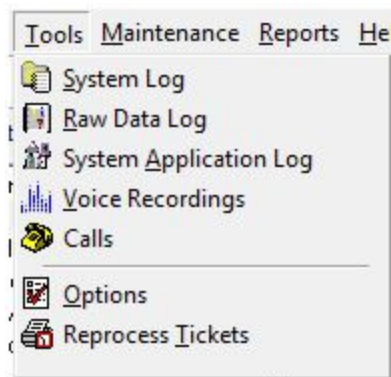 Tools Maintenance Reports He
System Log
Raw Data Log
System Application Log
Voice Recordings
Calls
Options
Reprocess Tickets